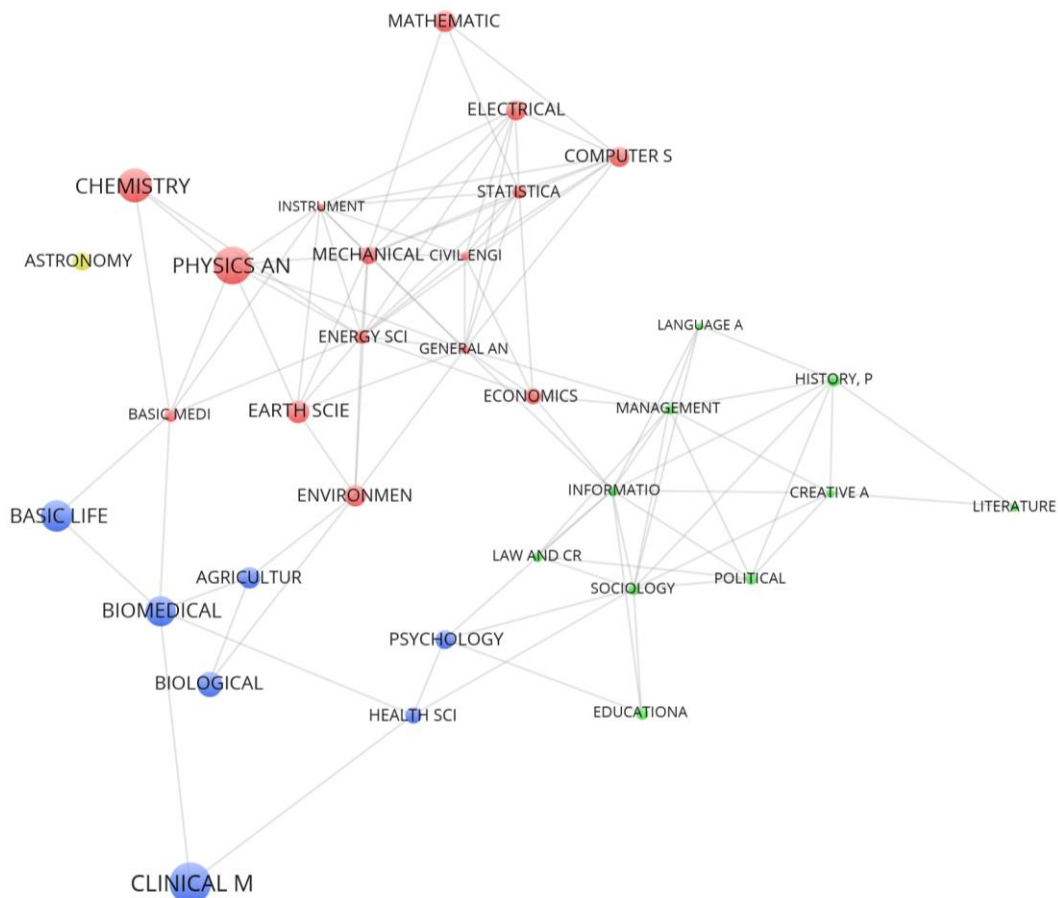 MATHEMATIC
ELECTRICAL
COMPUTER S
CHEMISTRY
STATISTICA
INSTRUMENT
MECHANICAL
CIVIL ENGI
ASTRONOMY
PHYSICS AN
LANGUAGE A
ENERGY SCI
GENERAL AN
HISTORY, P
ECONOMICS
MANAGEMENT
BASIC MEDI
EARTH SCIE
INFORMATIO
CREATIVE A
ENVIRONMEN
LITERATURE
BASIC LIFE
LAW AND CR
AGRICULTUR
POLITICAL
SOCIOLOGY
BIOMEDICAL
PSYCHOLOGY
BIOLOGICAL
EDUCATIONA
HEALTH SCI
CLINICAL M